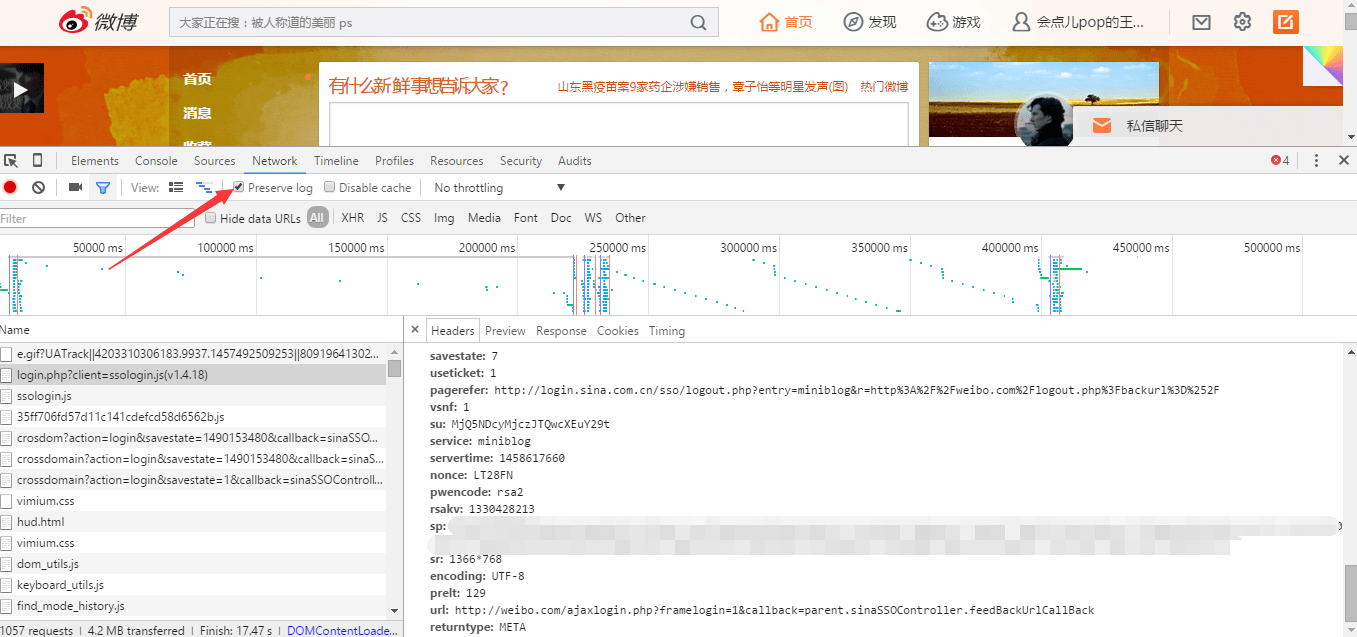 微博
大家正在搜：被人称道的美丽 ps
首页
发现
游戏
会点儿pop的王...
首页
消息
有什么新鲜事想告诉大家?
山东黑疫苗案9家药企涉嫌销售，章子怡等明星发声(图) 热门微博
私信聊天
Elements Console Sources Network Timeline Profiles Resources Security Audits
4
View: Preserve log Disable cache No throttling
Filter Hide data URLs All XHR JS CSS Img Media Font Doc WS Other
50000 ms 100000 ms 150000 ms 200000 ms 250000 ms 300000 ms 350000 ms 400000 ms 450000 ms 500000 ms
Name
e.gif?UATrack||4203310306183.9937.1457492509253||80919641302...
login.php?client=ssologin.js(v1.4.18)
ssologin.js
35ff706fd57d11c141cdefcd58d6562b.js
crosdom?action=login&savestate=1490153480&callback=sinaSSO...
crossdomain?action=login&savestate=1490153480&callback=sinaS...
crossdomain?action=login&savestate=1&callback=sinaSSOControll...
vimium.css
hud.html
vimium.css
dom_utils.js
keyboard_utils.js
find_mode_history.js
1057 requests | 4.2 MB transferred | Finish: 17.47 s | DOMContentLoade...
Headers Preview Response Cookies Timing
savestate: 7
useticket: 1
pagerefer: http://login.sina.com.cn/sso/logout.php?entry=miniblog&r=http%3A%2F%2Fweibo.com%2Flogout.php%3Fbackurl%3D%252F
vsnf: 1
su: MjQ5NDcyMjczJTQwcXEuY29t
service: miniblog
servertime: 1458617660
nonce: LT28FN
pwencode: rsa2
rsakv: 1330428213
sp:
sr: 1366*768
encoding: UTF-8
prelt: 129
url: http://weibo.com/ajaxlogin.php?framelogin=1&callback=parent.sinaSSOController.feedBackUrlCallBack
returntype: META